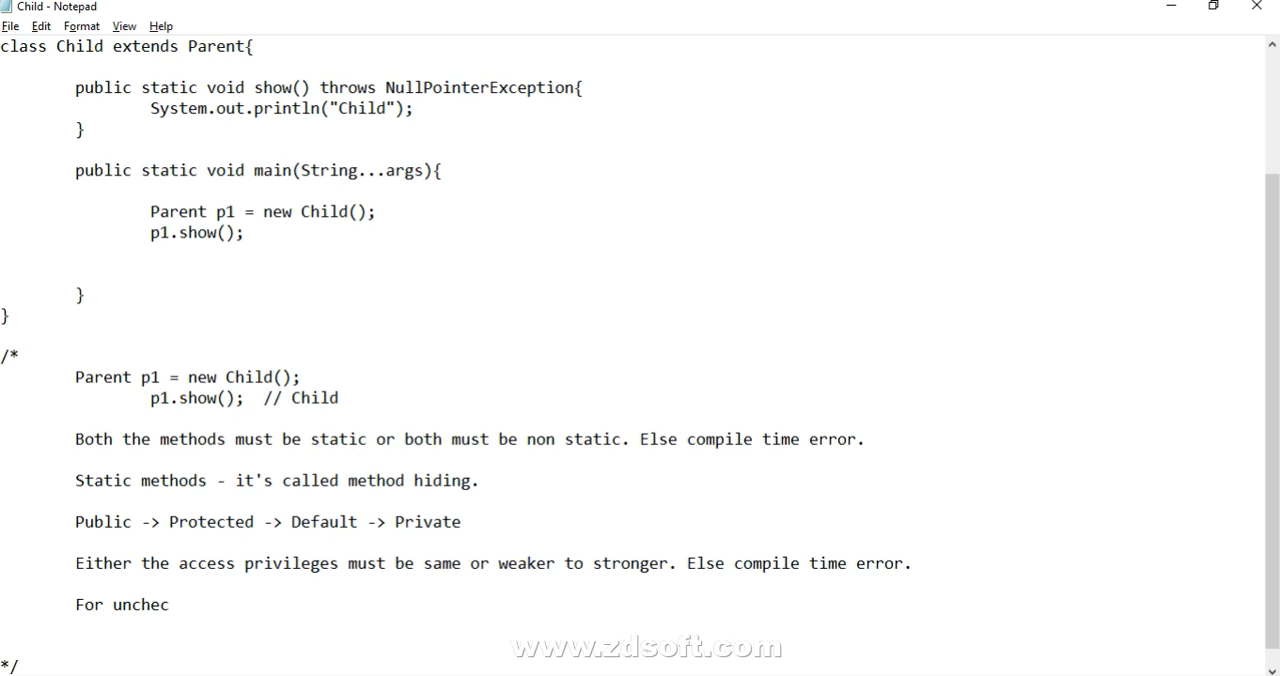 Child - Notepad
File Edit Format View Help
class Child extends Parent{
public static void show() throws NullPointerException{
System.out.println("Child");
}
public static void main(String...args){
Parent p1 = new Child();
p1.show();
}
}
/*
Parent p1 = new Child();
p1.show();  // Child
Both the methods must be static or both must be non static. Else compile time error.
Static methods - it's called method hiding.
Public -> Protected -> Default -> Private
Either the access privileges must be same or weaker to stronger. Else compile time error.
For unchec
www.zdsoft.com
*/